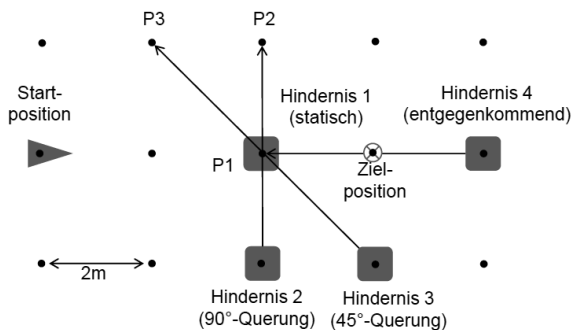 P3
P2
Start-
position
Hindernis 1
(statisch)
Hindernis 4
(entgegenkommend)
P1
Ziel-
position
2m
Hindernis 2
(90°-Querung)
Hindernis 3
(45°-Querung)